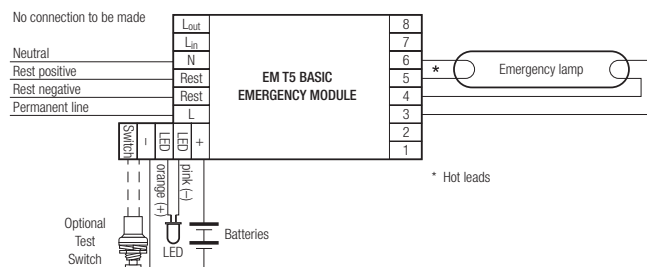 No connection to be made
Neutral
Rest positive
Rest negative
Permanent line
Lout
Lin
N
Rest
Rest
L
EM T5 BASIC
EMERGENCY MODULE
8
7
6
5
4
3
2
1
*
Emergency lamp
* Hot leads
Switch
–
LED
LED
+
orange (+)
pink (–)
Optional
Test
Switch
LED
Batteries